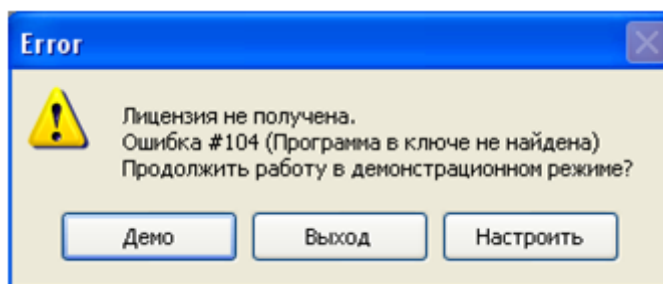 Error
Лицензия не получена.
Ошибка #104 (Программа в ключе не найдена)
Продолжить работу в демонстрационном режиме?
Демо
Выход
Настроить